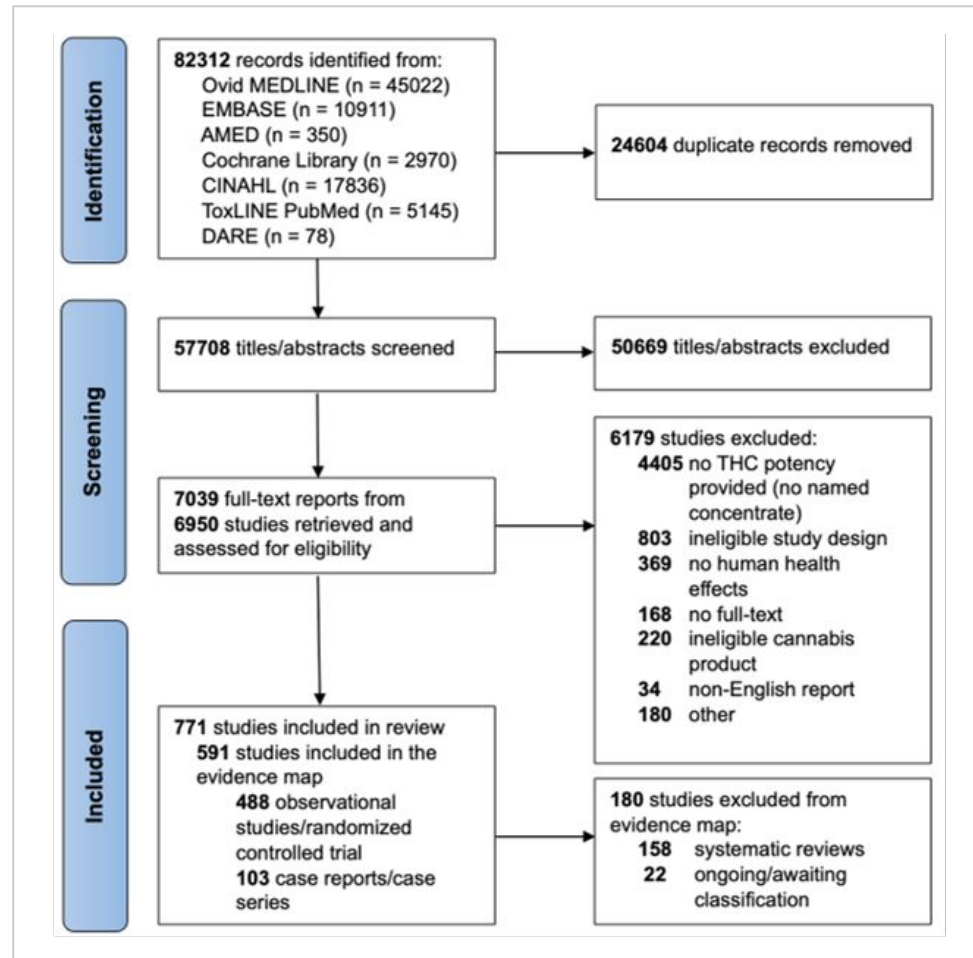 Identification
82312 records identified from:
Ovid MEDLINE (n = 45022)
EMBASE (n = 10911)
AMED (n = 350)
Cochrane Library (n = 2970)
CINAHL (n = 17836)
ToxLINE PubMed (n = 5145)
DARE (n = 78)
24604 duplicate records removed
Screening
57708 titles/abstracts screened
50669 titles/abstracts excluded
7039 full-text reports from
6950 studies retrieved and
assessed for eligibility
6179 studies excluded:
4405 no THC potency
provided (no named
concentrate)
803 ineligible study design
369 no human health
effects
168 no full-text
220 ineligible cannabis
product
34 non-English report
180 other
Included
771 studies included in review
591 studies included in the
evidence map
488 observational
studies/randomized
controlled trial
103 case reports/case
series
180 studies excluded from
evidence map:
158 systematic reviews
22 ongoing/awaiting
classification